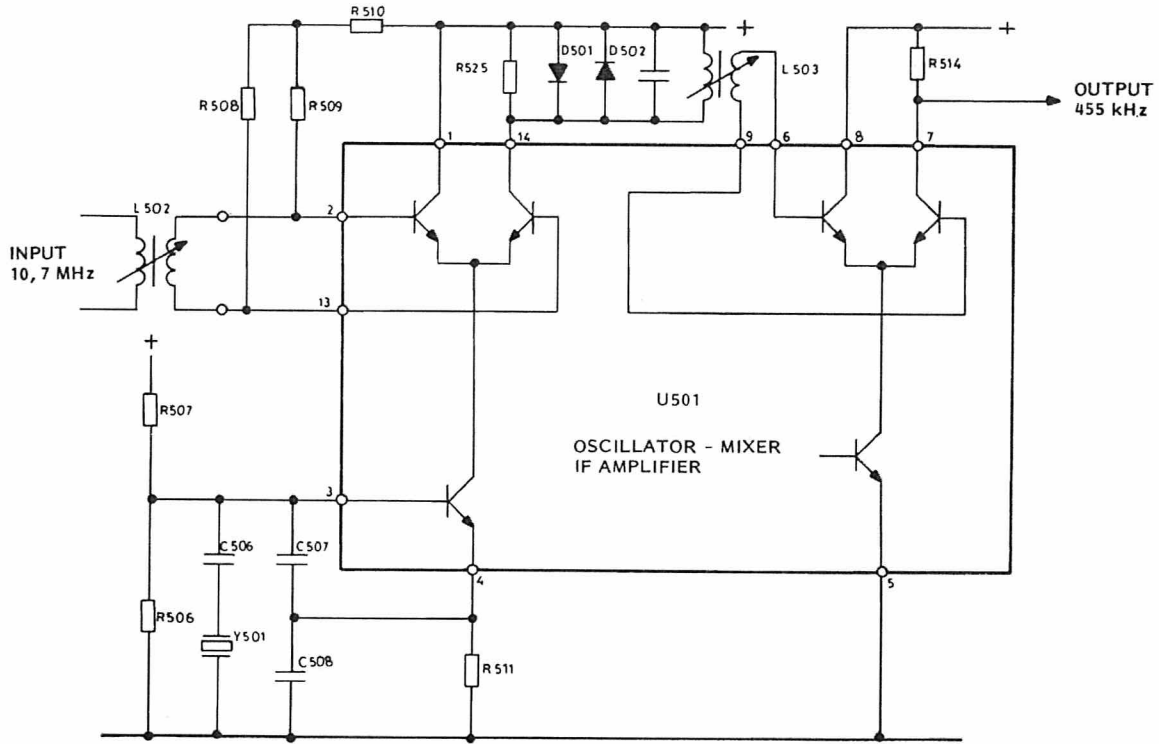 R510
+
D501
D502
R525
L503
+
R514
OUTPUT
455 kHz
R508
R509
1
14
9
6
8
7
L502
2
INPUT
10, 7 MHz
13
+
R507
U501
OSCILLATOR - MIXER
IF AMPLIFIER
3
C506
C507
4
5
R506
Y501
C508
R511